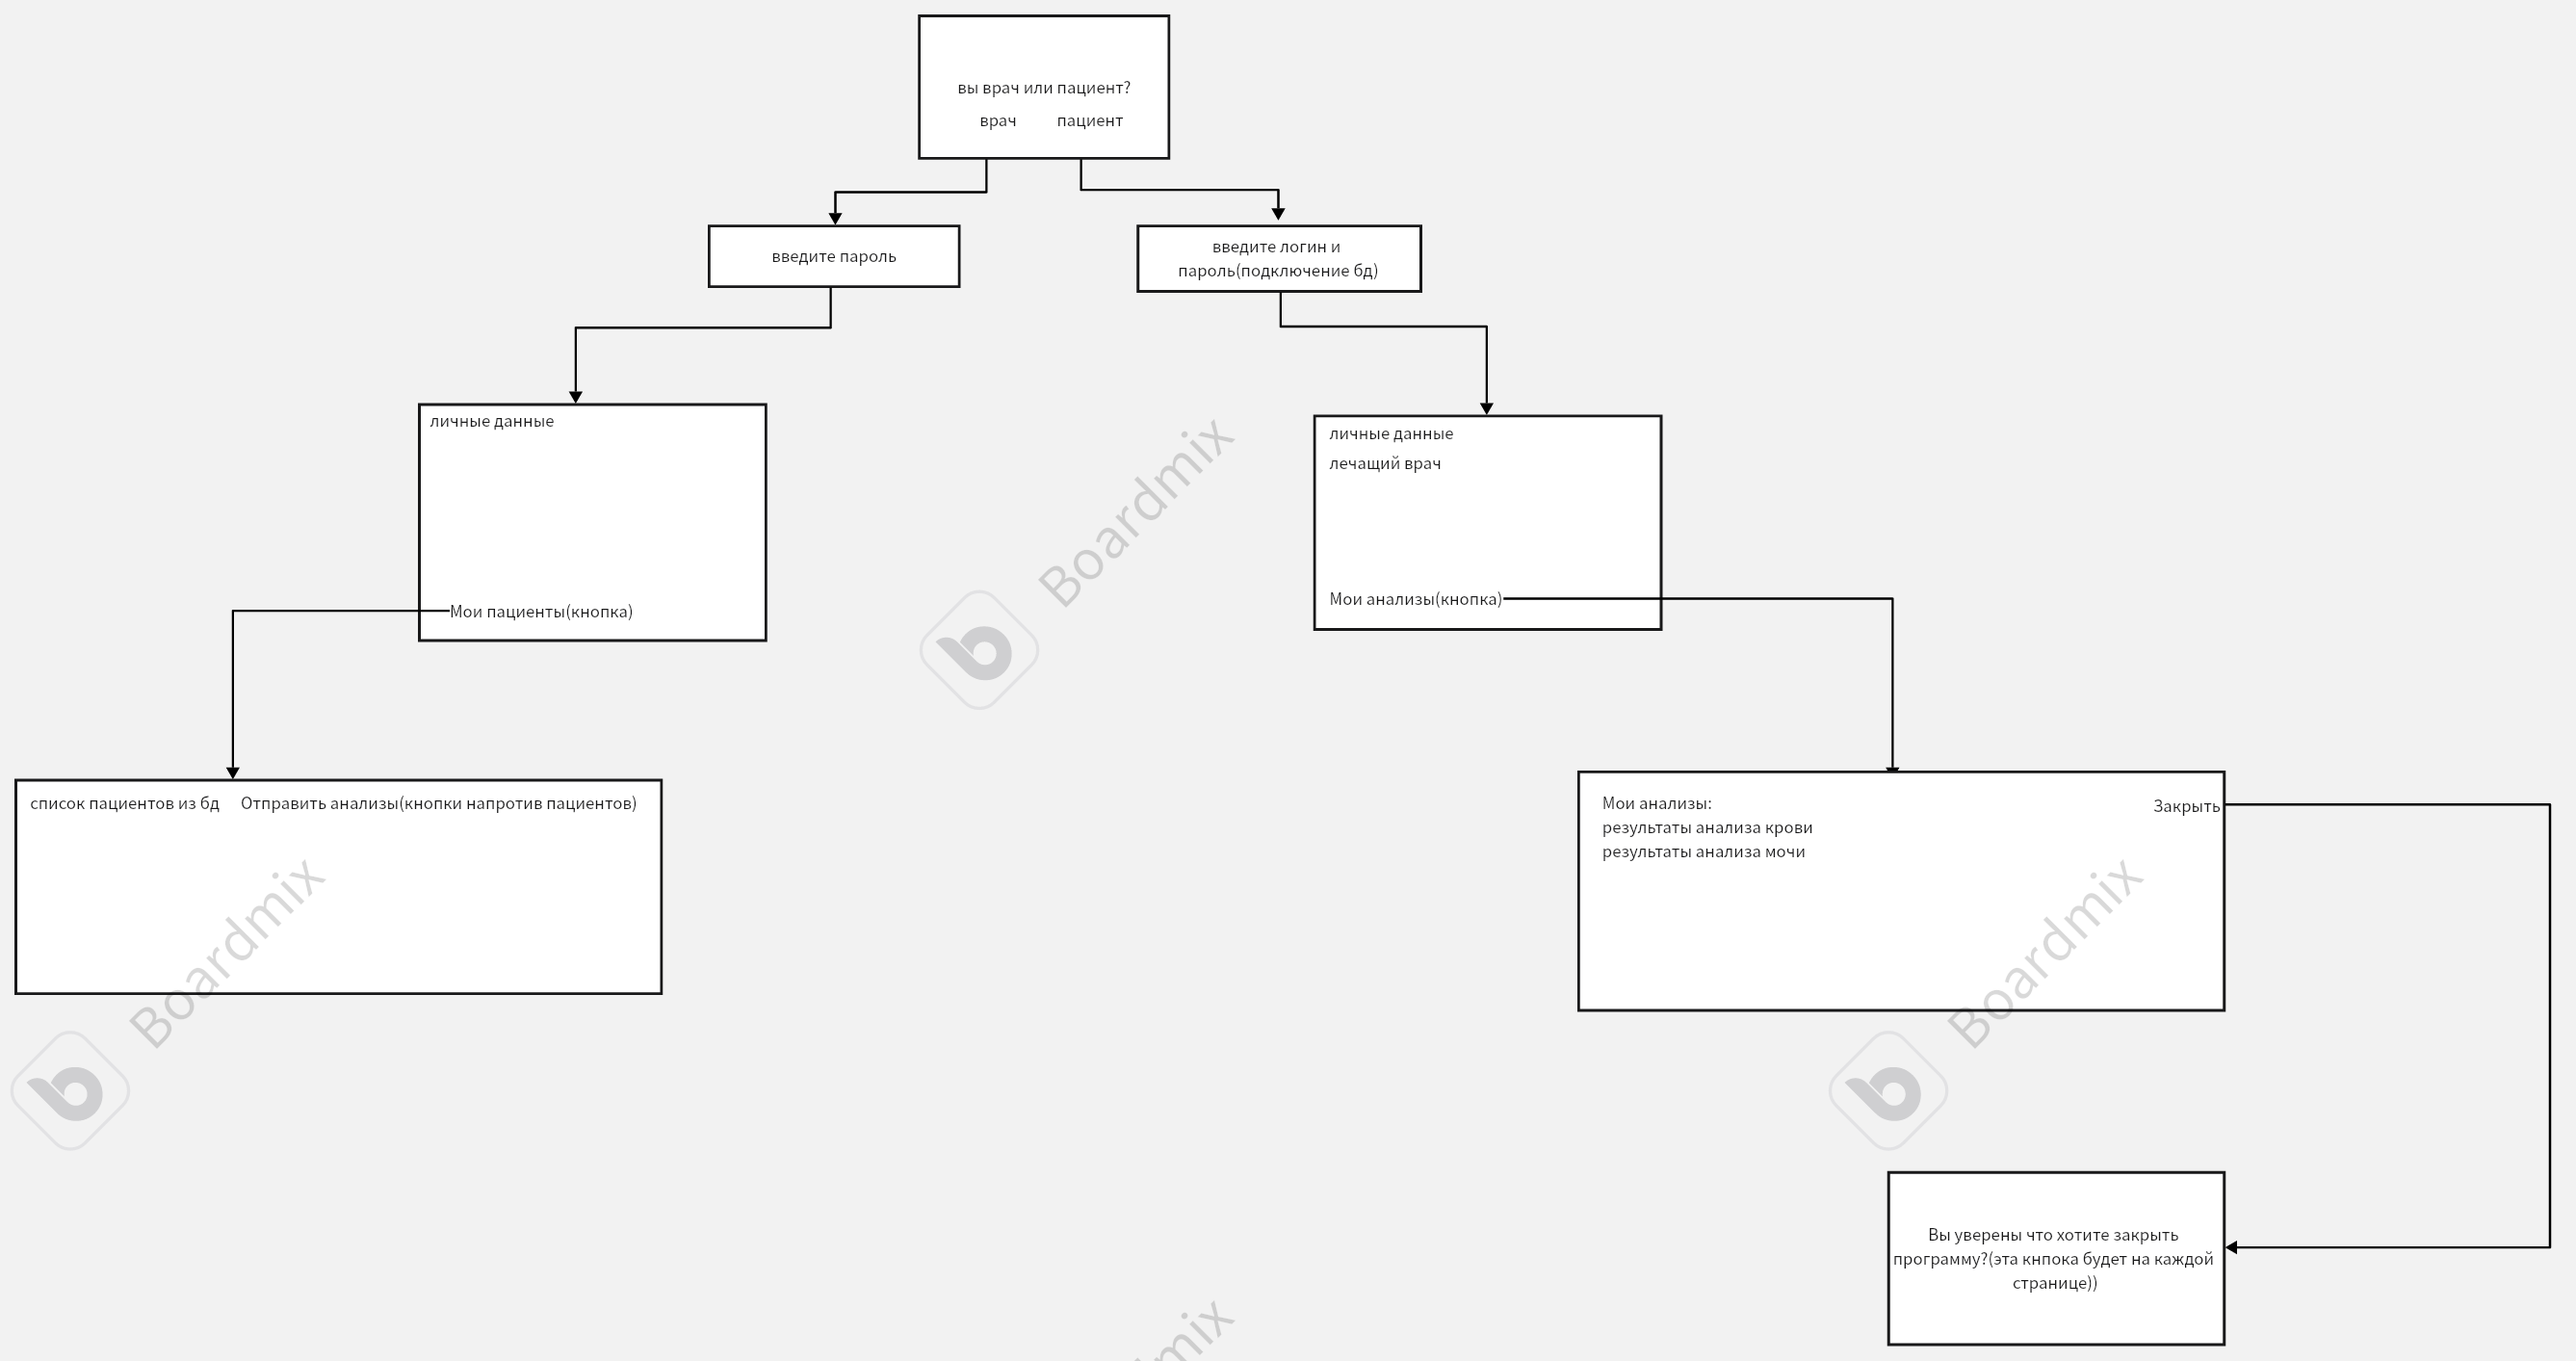 вы врач или пациент?
врач пациент
введите пароль
введите логин и
пароль(подключение бд)
личные данные
Мои пациенты(кнопка)
личные данные
лечащий врач
Мои анализы(кнопка)
список пациентов из бд Отправить анализы(кнопки напротив пациентов)
Мои анализы:
результаты анализа крови
результаты анализа мочи
Закрыть
Вы уверены что хотите закрыть
программу?(эта кнпока будет на каждой
странице))
Boardmix
Boardmix
Boardmix